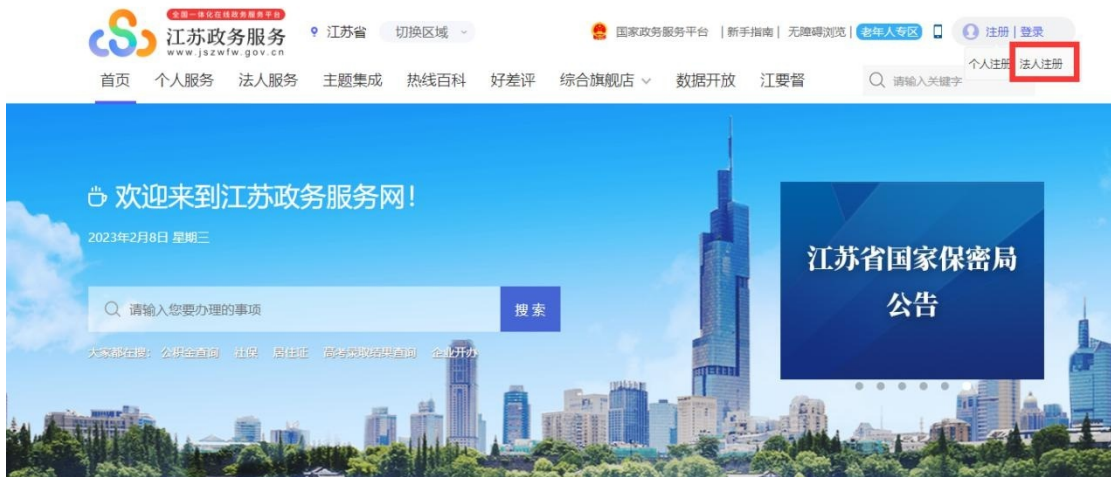 全国一体化在线政务服务平台
江苏政务服务
www.jszwfw.gov.cn
江苏省 切换区域
国家政务服务平台 | 新手指南 | 无障碍浏览 | 老年人专区
注册 | 登录
个人注册 法人注册
首页 个人服务 法人服务 主题集成 热线百科 好差评 综合旗舰店 数据开放 江要督
请输入关键字
欢迎来到江苏政务服务网!
2023年2月8日 星期三
请输入您要办理的事项 搜索
大家都在搜: 公积金查询 社保 居住证 高考录取结果查询 企业开办
江苏省国家保密局
公告